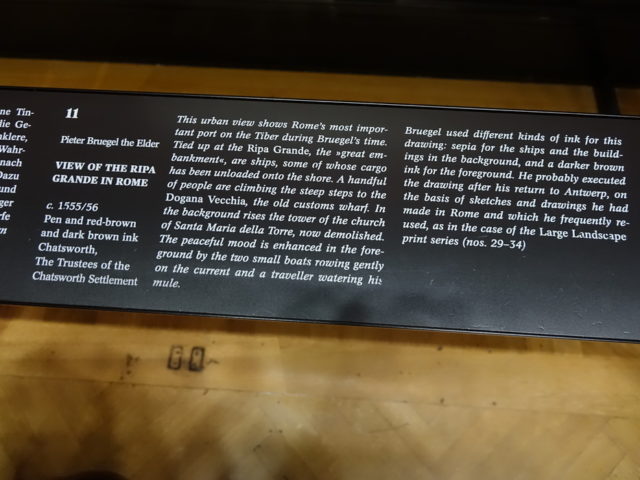 ne Tin-
lie Ge-
nklere,
Wahr-
nach
Dazu
und
ger
rfe
en
11
Pieter Bruegel the Elder
VIEW OF THE RIPA
GRANDE IN ROME
c. 1555/56
Pen and red-brown
and dark brown ink
Chatsworth,
The Trustees of the
Chatsworth Settlement
This urban view shows Rome's most impor-
tant port on the Tiber during Bruegel's time.
Tied up at the Ripa Grande, the »great em-
bankment«, are ships, some of whose cargo
has been unloaded onto the shore. A handful
of people are climbing the steep steps to the
Dogana Vecchia, the old customs wharf. In
the background rises the tower of the church
of Santa Maria della Torre, now demolished.
The peaceful mood is enhanced in the fore-
ground by the two small boats rowing gently
on the current and a traveller watering his
mule.
Bruegel used different kinds of ink for this
drawing: sepia for the ships and the build-
ings in the background, and a darker brown
ink for the foreground. He probably executed
the drawing after his return to Antwerp, on
the basis of sketches and drawings he had
made in Rome and which he frequently re-
used, as in the case of the Large Landscape
print series (nos. 29–34)